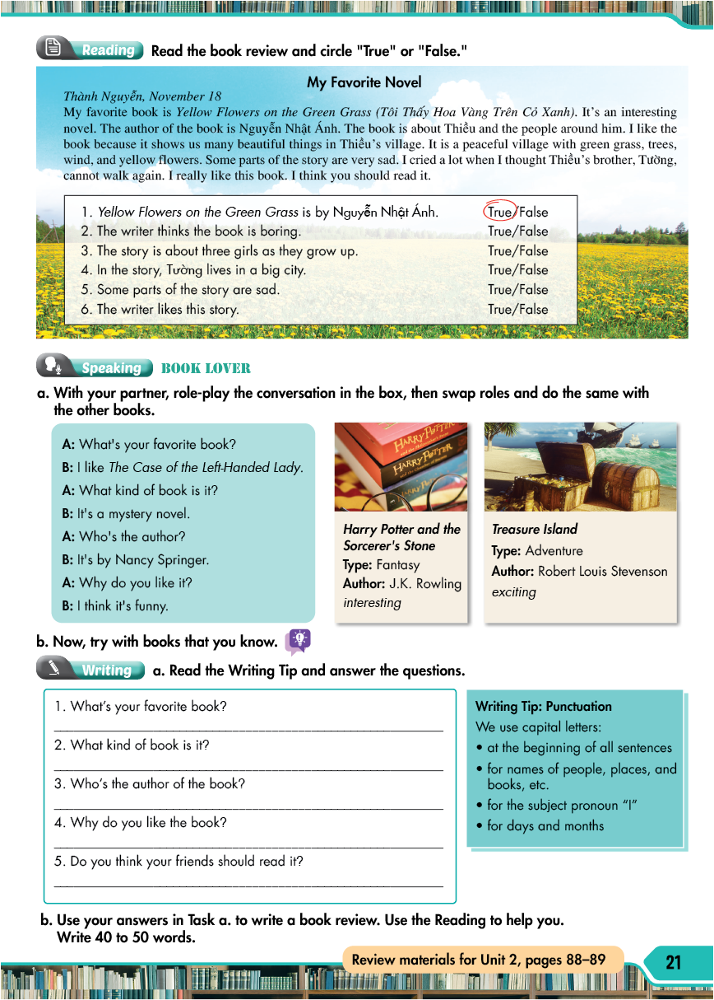 Reading Read the book review and circle "True" or "False."
My Favorite Novel
Thành Nguyễn, November 18
My favorite book is Yellow Flowers on the Green Grass (Tôi Thấy Hoa Vàng Trên Cỏ Xanh). It's an interesting
novel. The author of the book is Nguyễn Nhật Ánh. The book is about Thiều and the people around him. I like the
book because it shows us many beautiful things in Thiều's village. It is a peaceful village with green grass, trees,
wind, and yellow flowers. Some parts of the story are very sad. I cried a lot when I thought Thiều's brother, Tường,
cannot walk again. I really like this book. I think you should read it.
1. Yellow Flowers on the Green Grass is by Nguyễn Nhật Ánh. True/False
2. The writer thinks the book is boring. True/False
3. The story is about three girls as they grow up. True/False
4. In the story, Tường lives in a big city. True/False
5. Some parts of the story are sad. True/False
6. The writer likes this story. True/False
Speaking BOOK LOVER
a. With your partner, role-play the conversation in the box, then swap roles and do the same with
the other books.
A: What's your favorite book?
B: I like The Case of the Left-Handed Lady.
A: What kind of book is it?
B: It's a mystery novel.
A: Who's the author?
B: It's by Nancy Springer.
A: Why do you like it?
B: I think it's funny.
HARRY POTTER
HARRY POTTER
HARRY POTTER
Harry Potter and the
Sorcerer's Stone
Type: Fantasy
Author: J.K. Rowling
interesting
Treasure Island
Type: Adventure
Author: Robert Louis Stevenson
exciting
b. Now, try with books that you know.
Writing a. Read the Writing Tip and answer the questions.
1. What's your favorite book?
2. What kind of book is it?
3. Who's the author of the book?
4. Why do you like the book?
5. Do you think your friends should read it?
Writing Tip: Punctuation
We use capital letters:
• at the beginning of all sentences
• for names of people, places, and
books, etc.
• for the subject pronoun "I"
• for days and months
b. Use your answers in Task a. to write a book review. Use the Reading to help you.
Write 40 to 50 words.
Review materials for Unit 2, pages 88–89
21